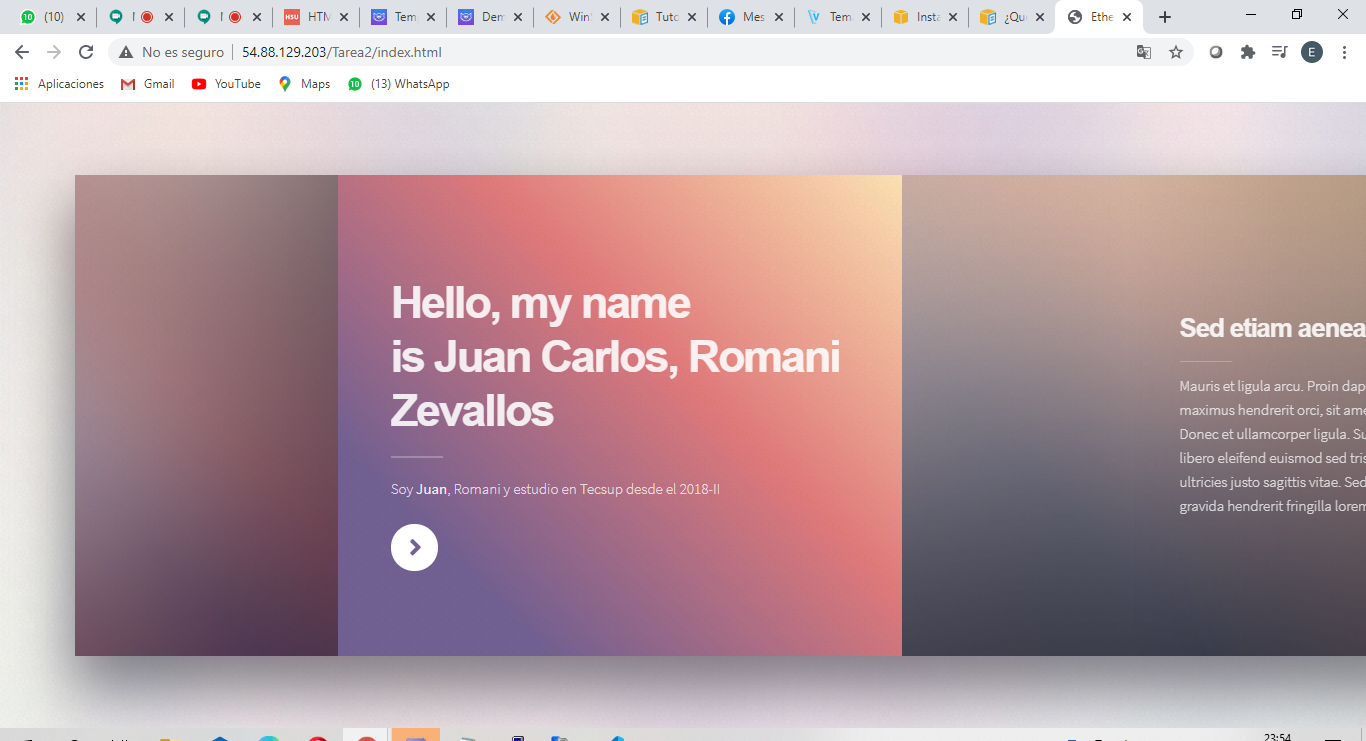 (10)
HTM
Tem
Dem
Win
Tuto
Mes
Tem
Insta
¿Qu
Ethe
No es seguro 54.88.129.203/Tarea2/index.html
E
Aplicaciones Gmail YouTube Maps 10 (13) WhatsApp
Hello, my name
is Juan Carlos, Romani
Zevallos
Soy Juan, Romani y estudio en Tecsup desde el 2018-II
Sed etiam aenea
Mauris et ligula arcu. Proin dap
maximus hendrerit orci, sit ame
Donec et ullamcorper ligula. Su
libero eleifend euismod sed tris
ultricies justo sagittis vitae. Sed
gravida hendrerit fringilla lorem
23:54